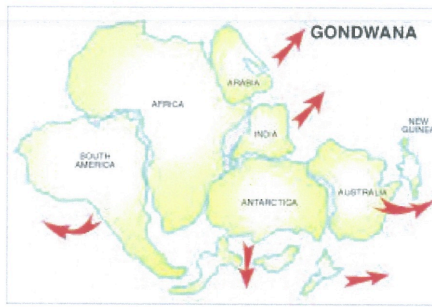 GONDWANA
ARABIA
AFRICA
INDIA
NEW
GUINEA
SOUTH
AMERICA
ANTARCTICA
AUSTRALIA